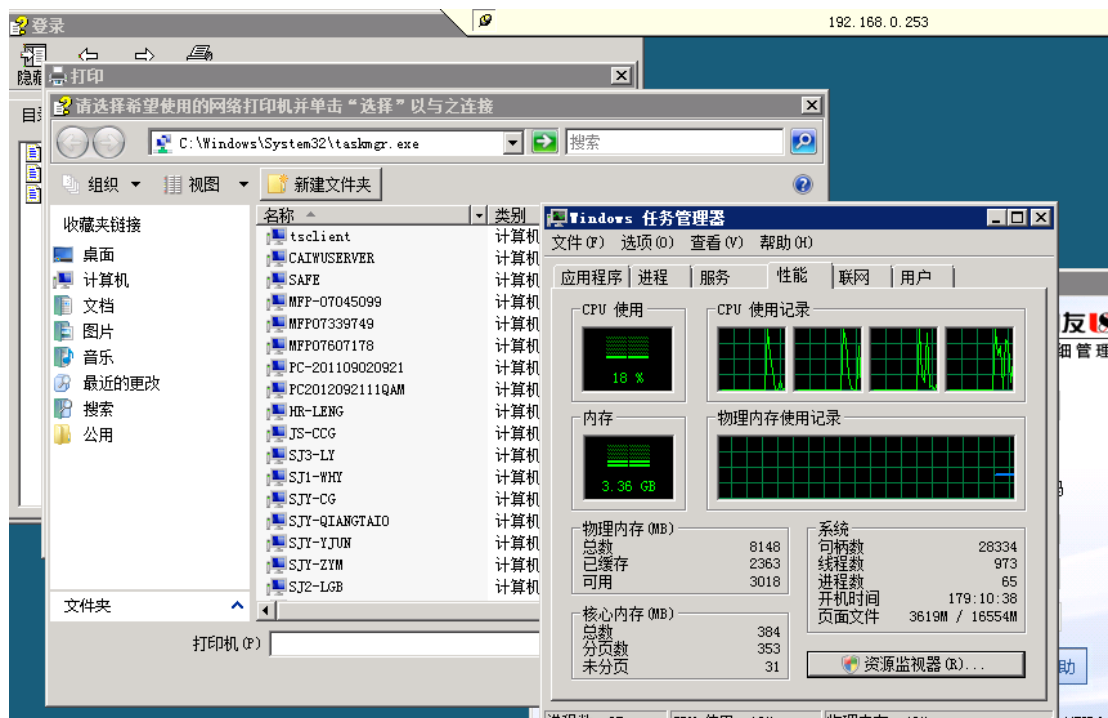 登录
192.168.0.253
隐藏
打印
请选择希望使用的网络打印机并单击“选择”以与之连接
目录
C:\Windows\System32\taskmgr.exe
搜索
组织
视图
新建文件夹
收藏夹链接
桌面
计算机
文档
图片
音乐
最近的更改
搜索
公用
文件夹
名称 类别
tsclient 计算机
CAIWUSERVER 计算机
SAFE 计算机
MFP-07045099 计算机
MFP07339749 计算机
MFP07607178 计算机
PC-201109020921 计算机
PC2012092111QAM 计算机
HR-LENG 计算机
JS-CCG 计算机
SJ3-LY 计算机
SJ1-WHY 计算机
SJY-CG 计算机
SJY-QIANGTAIO 计算机
SJY-YJUN 计算机
SJY-ZYM 计算机
SJ2-LGB 计算机
打印机(P)
Windows 任务管理器
文件(F) 选项(O) 查看(V) 帮助(H)
应用程序 进程 服务 性能 联网 用户
CPU 使用 CPU 使用记录
18 %
内存 物理内存使用记录
3.36 GB
物理内存(MB)
总数 8148
已缓存 2363
可用 3018
核心内存(MB)
总数 384
分页数 353
未分页 31
系统
句柄数 28334
线程数 973
进程数 65
开机时间 179:10:38
页面文件 3619M / 16554M
资源监视器(R)...
友U8
细管理
助